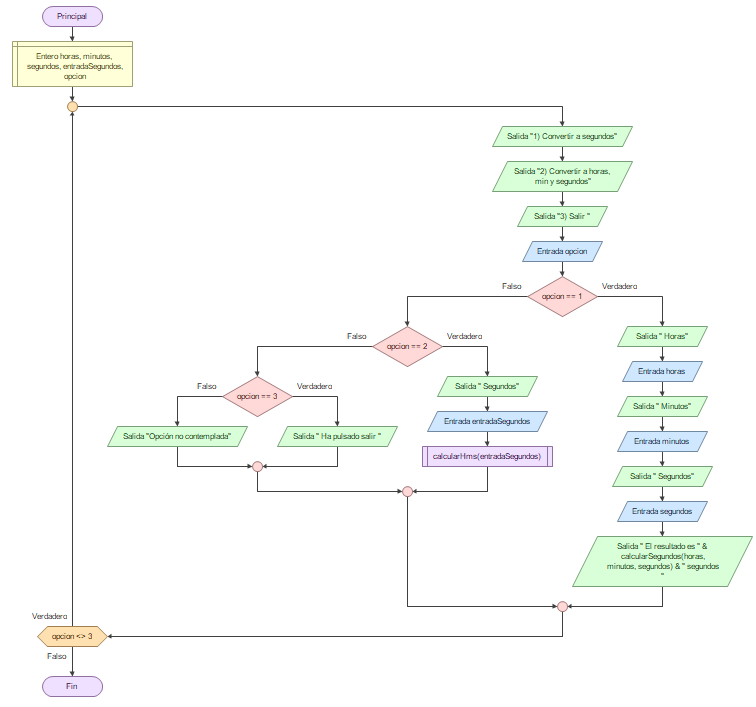 Principal
Entero horas, minutos,
segundos, entradaSegundos,
opcion
Salida "1) Convertir a segundos"
Salida "2) Convertir a horas,
min y segundos"
Salida "3) Salir "
Entrada opcion
Falso
Verdadero
opcion == 1
Falso
Verdadero
opcion == 2
Salida " Horas"
Entrada horas
Falso
Verdadero
opcion == 3
Salida " Segundos"
Salida " Minutos"
Entrada entradaSegundos
Salida "Opción no contemplada"
Salida " Ha pulsado salir "
Entrada minutos
calcularHms(entradaSegundos)
Salida " Segundos"
Entrada segundos
Salida " El resultado es " &
calcularSegundos(horas,
minutos, segundos) & " segundos
"
Verdadero
opcion <> 3
Falso
Fin